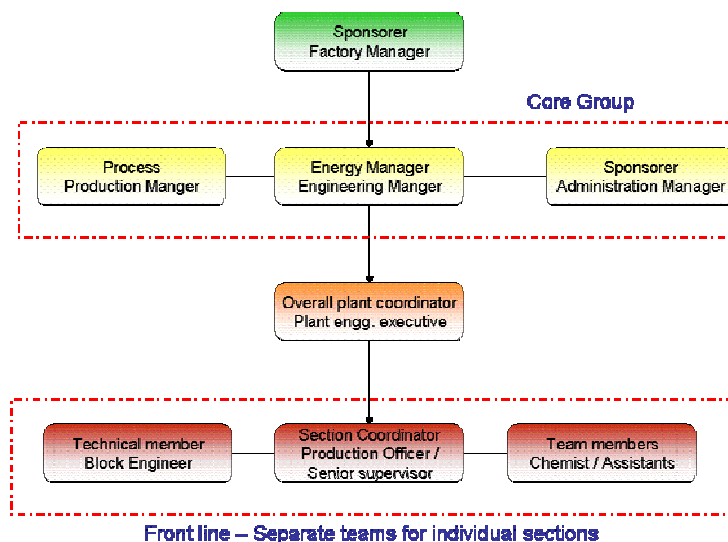 Sponsorer
Factory Manager
Core Group
Process
Production Manger
Energy Manager
Engineering Manger
Sponsorer
Administration Manager
Overall plant coordinator
Plant engg. executive
Technical member
Block Engineer
Section Coordinator
Production Officer /
Senior supervisor
Team members
Chemist / Assistants
Front line – Separate teams for individual sections